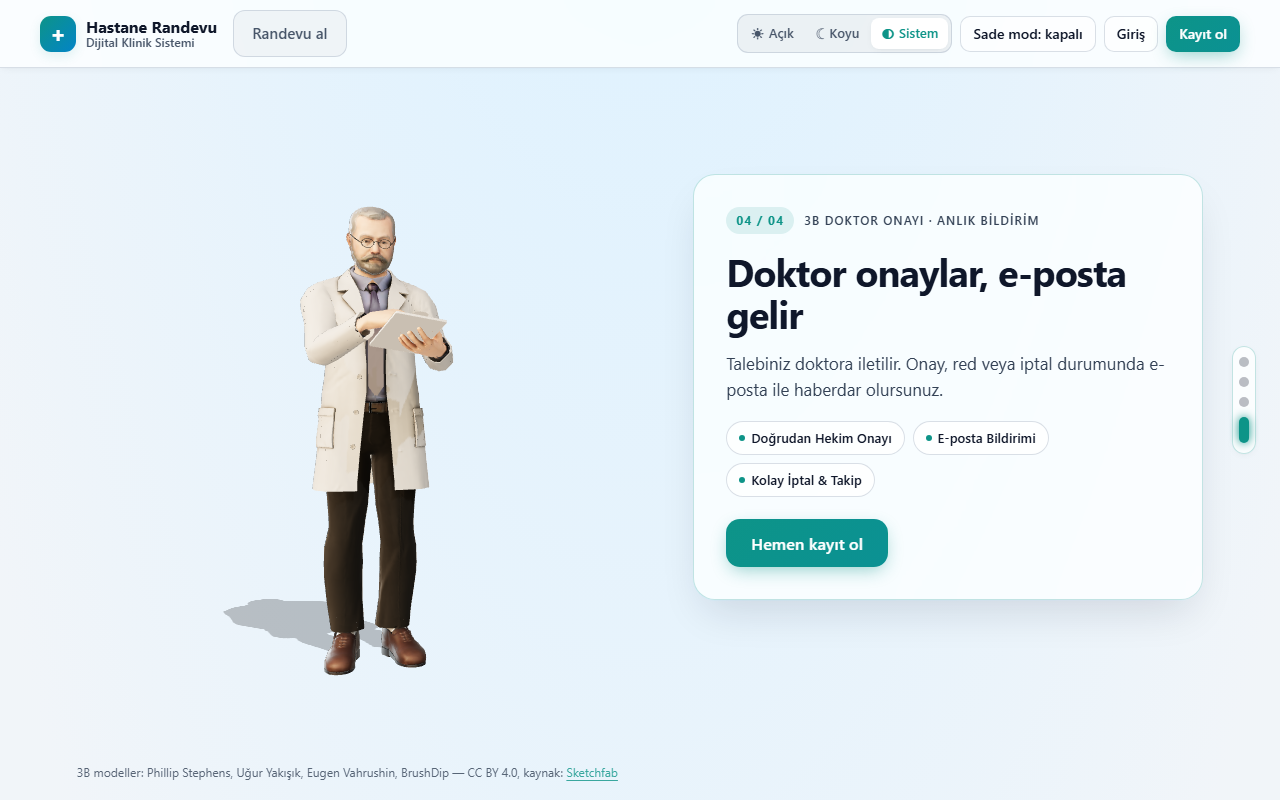 Hastane Randevu
Dijital Klinik Sistemi
Randevu al
Açık
Koyu
Sistem
Sade mod: kapalı
Giriş
Kayıt ol
04 / 04
3B DOKTOR ONAYI · ANLIK BİLDİRİM
Doktor onaylar, e-posta
gelir
Talebiniz doktora iletilir. Onay, red veya iptal durumunda e-
posta ile haberdar olursunuz.
Doğrudan Hekim Onayı
E-posta Bildirimi
Kolay İptal & Takip
Hemen kayıt ol
3B modeller: Phillip Stephens, Uğur Yakışık, Eugen Vahrushin, BrushDip — CC BY 4.0, kaynak: Sketchfab